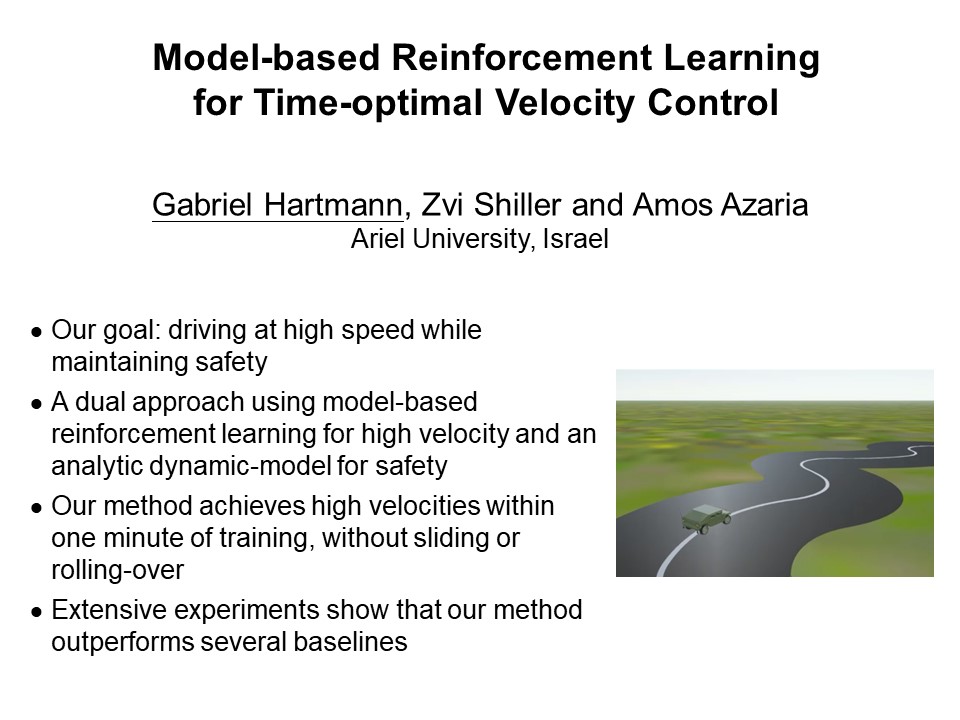 Model-based Reinforcement Learning
for Time-optimal Velocity Control
Gabriel Hartmann, Zvi Shiller and Amos Azaria
Ariel University, Israel
● Our goal: driving at high speed while
maintaining safety
● A dual approach using model-based
reinforcement learning for high velocity and an
analytic dynamic-model for safety
● Our method achieves high velocities within
one minute of training, without sliding or
rolling-over
● Extensive experiments show that our method
outperforms several baselines